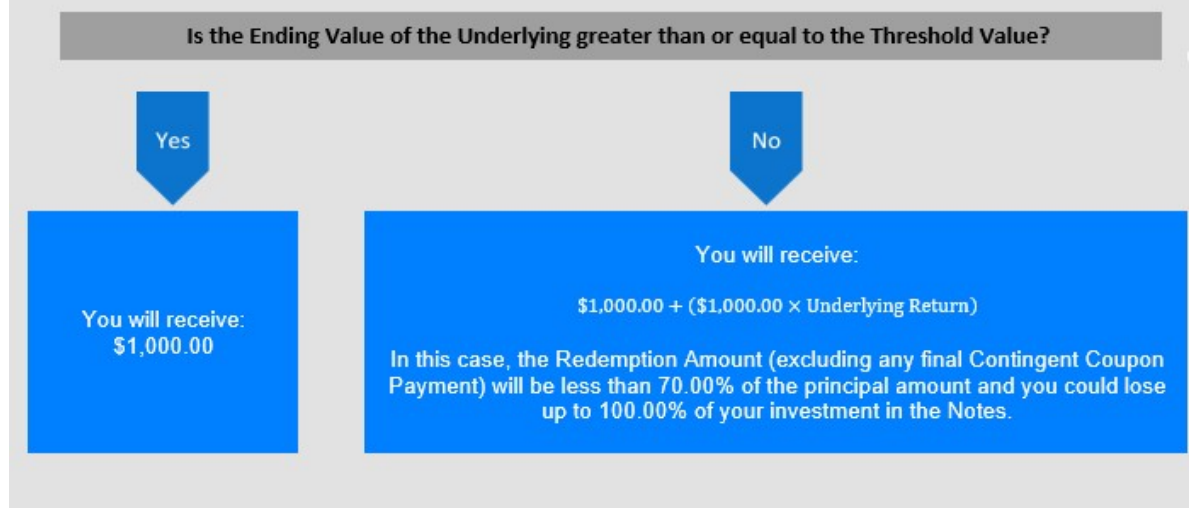 Is the Ending Value of the Underlying greater than or equal to the Threshold Value?
Yes
No
You will receive:
$1,000.00
You will receive:
$1,000.00 + ($1,000.00 × Underlying Return)
In this case, the Redemption Amount (excluding any final Contingent Coupon
Payment) will be less than 70.00% of the principal amount and you could lose
up to 100.00% of your investment in the Notes.